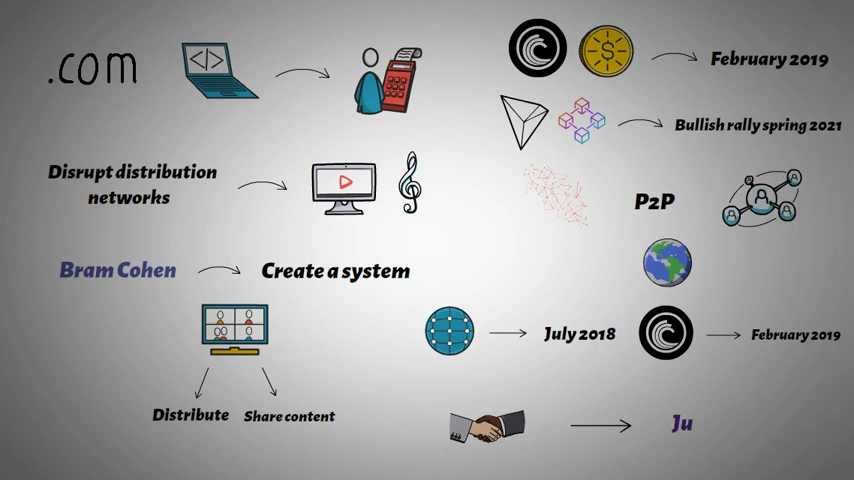 .com
</>
February 2019
Bullish rally spring 2021
Disrupt distribution
networks
P2P
Bram Cohen
Create a system
July 2018
February 2019
Distribute
Share content
Ju